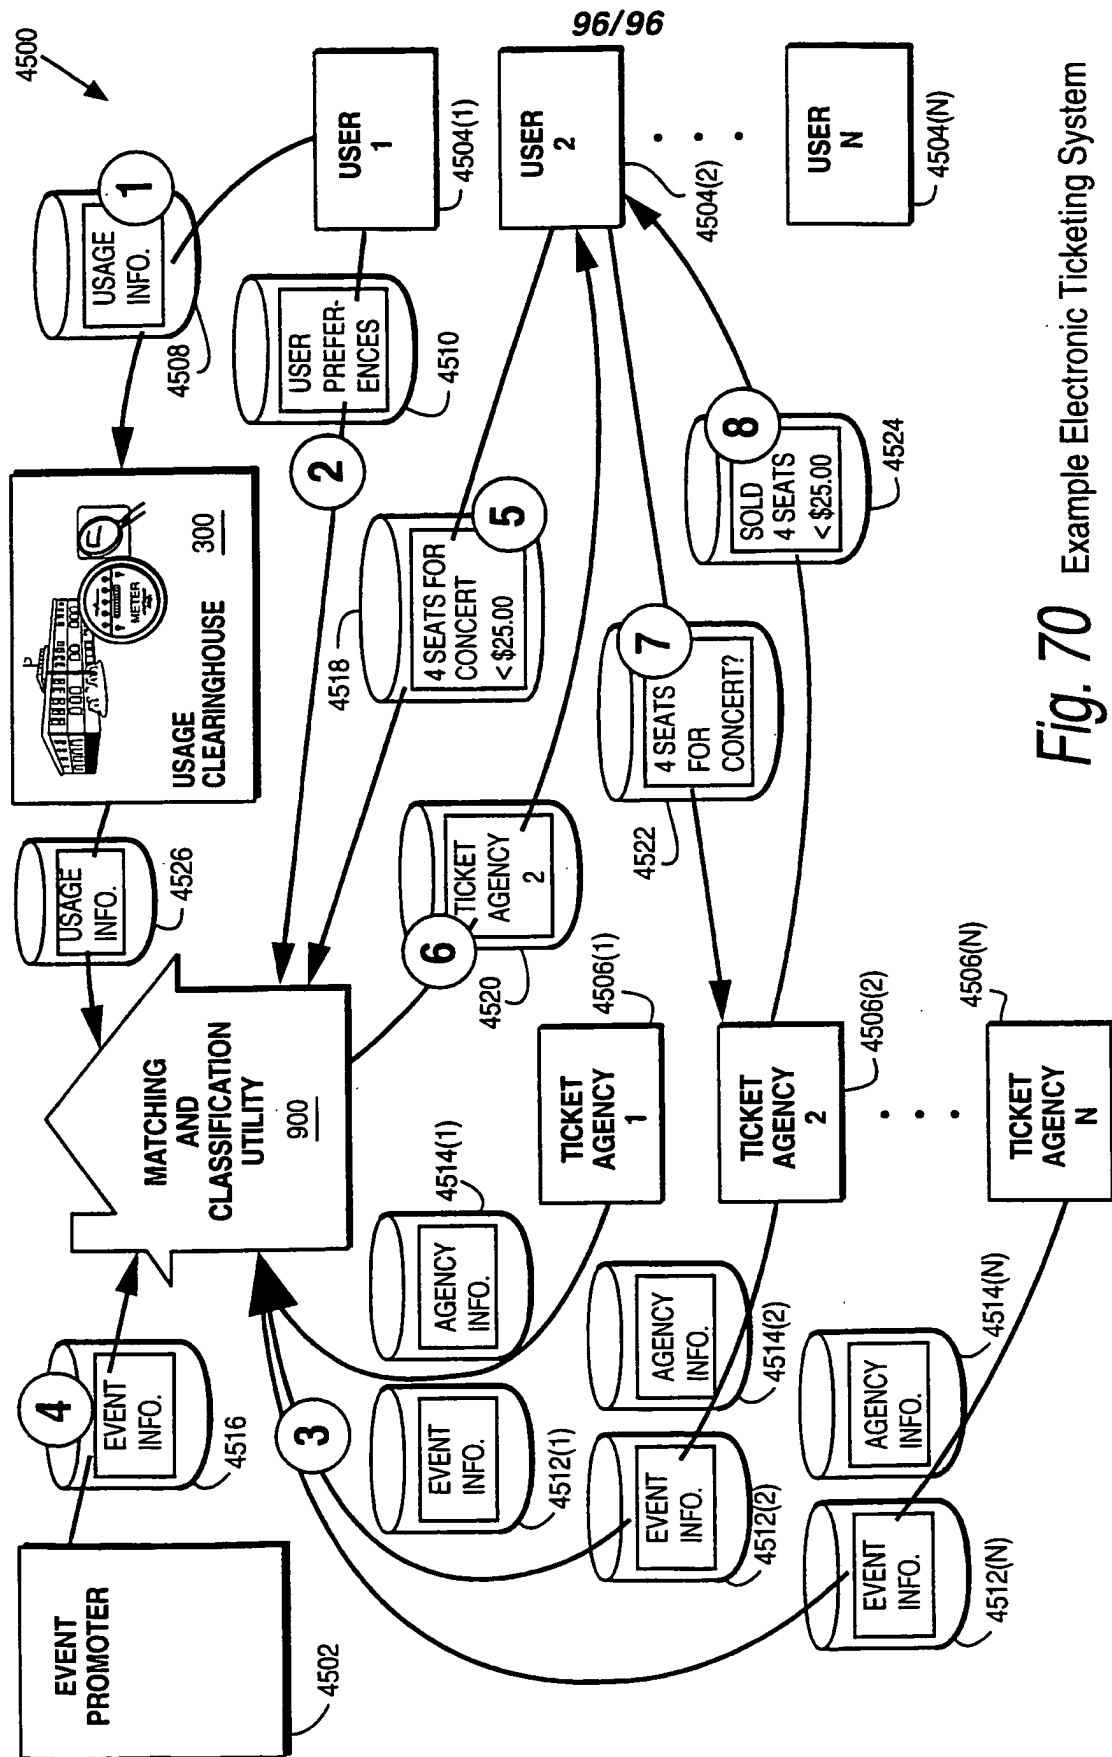 96/96
4500
EVENT
PROMOTER
4502
4
EVENT
INFO.
4516
MATCHING
AND
CLASSIFICATION
UTILITY
900
USAGE
INFO.
4526
USAGE
CLEARINGHOUSE
300
METER
1
USAGE
INFO.
4508
USER
1
4504(1)
2
USER
PREFER-
ENCES
4510
4 SEATS FOR
CONCERT
< $25.00
5
4518
6
TICKET
AGENCY
2
4520
USER
2
4504(2)
USER
N
4504(N)
7
4 SEATS
FOR
CONCERT?
4522
8
SOLD
4 SEATS
< $25.00
4524
3
EVENT
INFO.
4512(1)
AGENCY
INFO.
4514(1)
TICKET
AGENCY
1
4506(1)
EVENT
INFO.
4512(2)
AGENCY
INFO.
4514(2)
TICKET
AGENCY
2
4506(2)
EVENT
INFO.
4512(N)
AGENCY
INFO.
4514(N)
TICKET
AGENCY
N
4506(N)
Fig. 70 Example Electronic Ticketing System